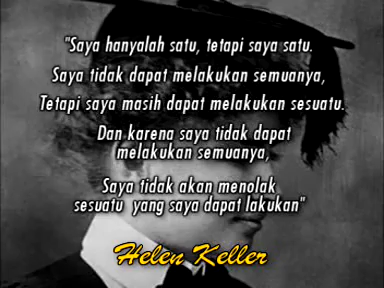 "Saya hanyalah satu, tetapi saya satu.
Saya tidak dapat melakukan semuanya,
Tetapi saya masih dapat melakukan sesuatu.
Dan karena saya tidak dapat
melakukan semuanya,
Saya tidak akan menolak
sesuatu yang saya dapat lakukan"
Helen Keller